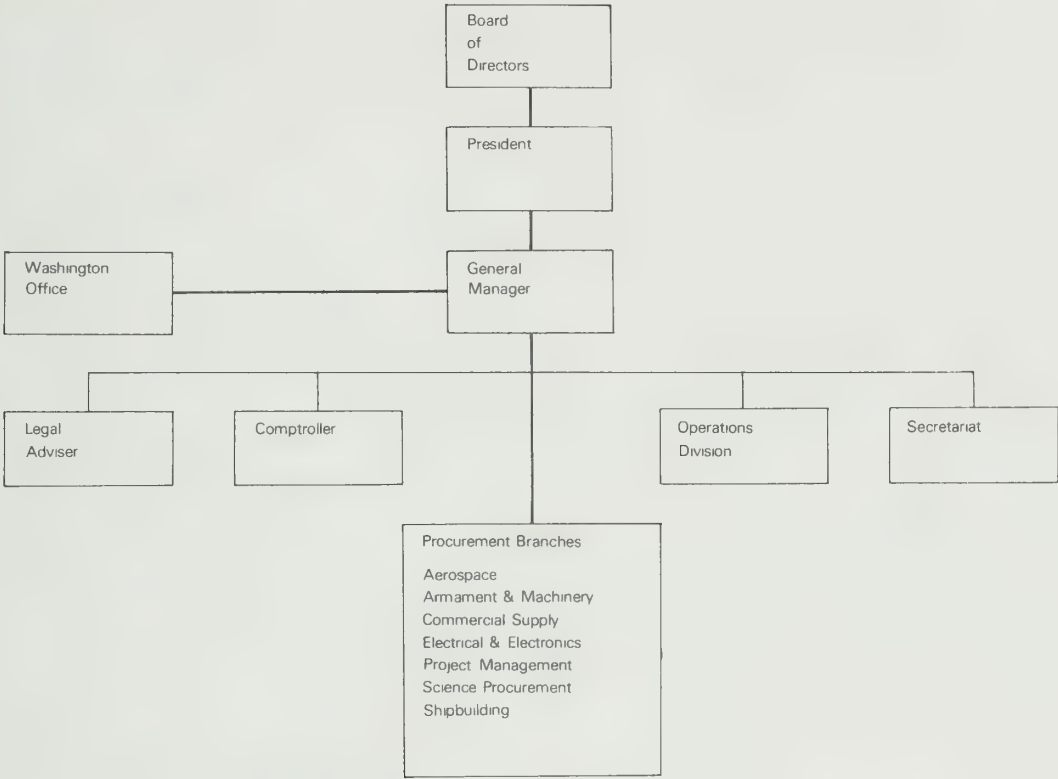 Board
of
Directors
President
Washington
Office
General
Manager
Legal
Adviser
Comptroller
Operations
Division
Secretariat
Procurement Branches
Aerospace
Armament & Machinery
Commercial Supply
Electrical & Electronics
Project Management
Science Procurement
Shipbuilding